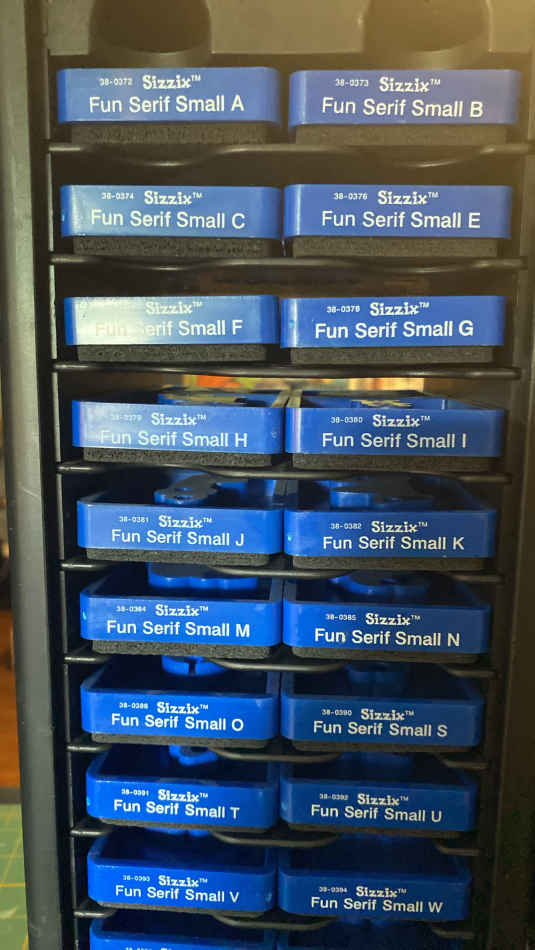 38-0372 Sizzix™
Fun Serif Small A
38-0373 Sizzix™
Fun Serif Small B
38-0374 Sizzix™
Fun Serif Small C
38-0376 Sizzix™
Fun Serif Small E
Sizzix™
Fun Serif Small F
38-0378 Sizzix™
Fun Serif Small G
38-0379 Sizzix™
Fun Serif Small H
38-0380 Sizzix™
Fun Serif Small I
38-0381 Sizzix™
Fun Serif Small J
38-0382 Sizzix™
Fun Serif Small K
38-0384 Sizzix™
Fun Serif Small M
38-0385 Sizzix™
Fun Serif Small N
38-0386 Sizzix™
Fun Serif Small O
38-0390 Sizzix™
Fun Serif Small S
38-0391 Sizzix™
Fun Serif Small T
38-0392 Sizzix™
Fun Serif Small U
38-0393 Sizzix™
Fun Serif Small V
38-0394 Sizzix™
Fun Serif Small W